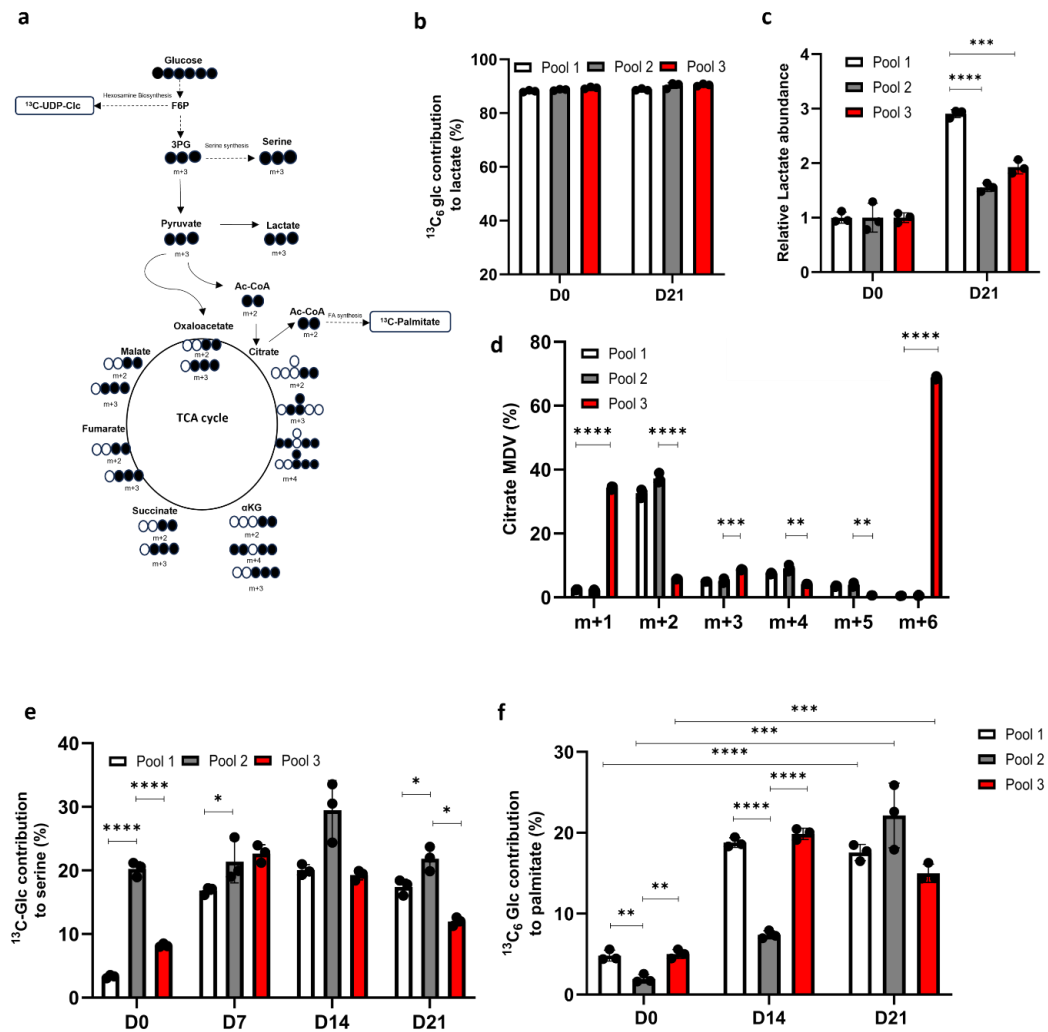 a
Glucose
Hexosamine Biosynthesis
¹³C-UDP-Clc
F6P
3PG
Serine synthesis
Serine
m+3
m+3
Pyruvate
Lactate
m+3
m+3
Ac-CoA
m+2
Ac-CoA
FA synthesis
¹³C-Palmitate
m+2
Oxaloacetate
m+2
m+3
Citrate
m+2
m+3
m+4
Malate
m+2
m+3
TCA cycle
Fumarate
m+2
m+3
Succinate
m+2
m+3
αKG
m+2
m+4
m+3
b
¹³C₆ glc contribution
to lactate (%)
100
80
60
40
20
Pool 1
Pool 2
Pool 3
D0
D21
c
Relative Lactate abundance
4
3
2
1
0
Pool 1
Pool 2
Pool 3
***
****
D0
D21
d
Citrate MDV (%)
80
60
40
20
0
Pool 1
Pool 2
Pool 3
****
****
***
**
**
****
m+1
m+2
m+3
m+4
m+5
m+6
e
¹³C-Glc contribution
to serine (%)
40
30
20
10
0
Pool 1
Pool 2
Pool 3
****
****
*
*
*
D0
D7
D14
D21
f
¹³C₆ Glc contribution
to palmitate (%)
30
20
10
0
***
***
****
**
**
****
****
Pool 1
Pool 2
Pool 3
D0
D14
D21